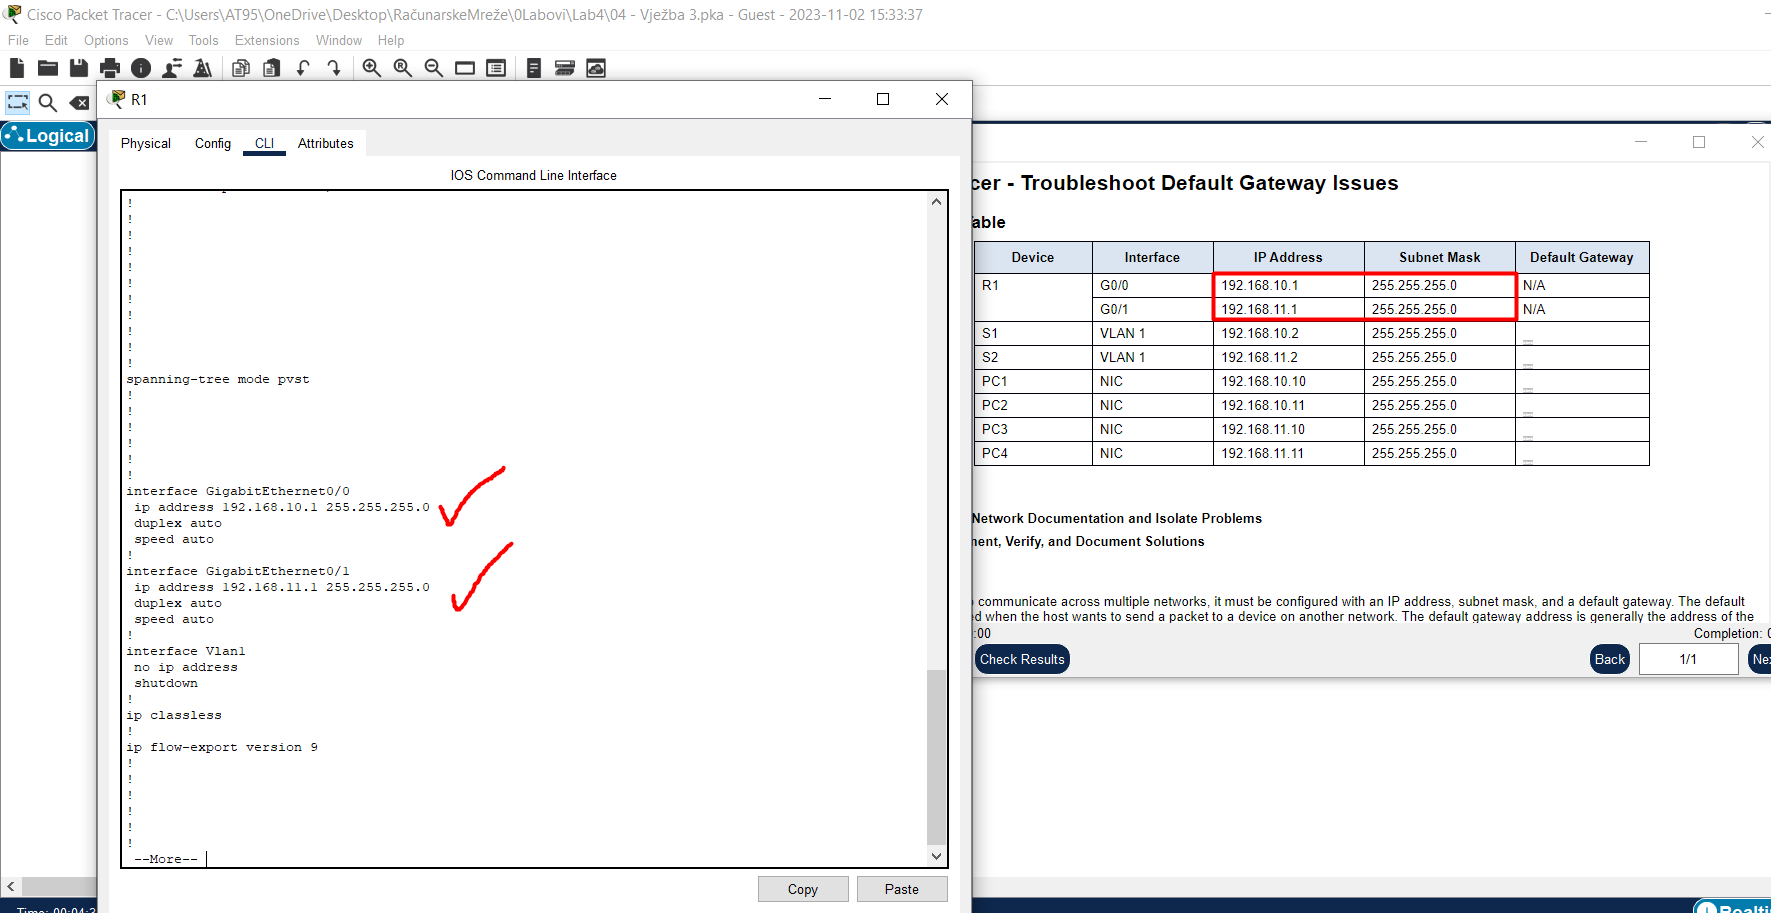 Cisco Packet Tracer - C:\Users\AT95\OneDrive\Desktop\RačunarskeMreže\0Labovi\Lab4\04 - Vježba 3.pka - Guest - 2023-11-02 15:33:37
File Edit Options View Tools Extensions Window Help
Logical
R1
Physical Config CLI Attributes
IOS Command Line Interface
!
!
!
!
!
!
!
!
!
!
!
spanning-tree mode pvst
!
!
!
!
!
!
interface GigabitEthernet0/0
ip address 192.168.10.1 255.255.255.0
duplex auto
speed auto
!
interface GigabitEthernet0/1
ip address 192.168.11.1 255.255.255.0
duplex auto
speed auto
!
interface Vlan1
no ip address
shutdown
!
ip classless
!
ip flow-export version 9
!
!
!
!
!
!
--More--
Copy Paste
cer - Troubleshoot Default Gateway Issues
able
Device Interface IP Address Subnet Mask Default Gateway
R1 G0/0 192.168.10.1 255.255.255.0 N/A
G0/1 192.168.11.1 255.255.255.0 N/A
S1 VLAN 1 192.168.10.2 255.255.255.0
S2 VLAN 1 192.168.11.2 255.255.255.0
PC1 NIC 192.168.10.10 255.255.255.0
PC2 NIC 192.168.10.11 255.255.255.0
PC3 NIC 192.168.11.10 255.255.255.0
PC4 NIC 192.168.11.11 255.255.255.0
Network Documentation and Isolate Problems
ment, Verify, and Document Solutions
communicate across multiple networks, it must be configured with an IP address, subnet mask, and a default gateway. The default
ed when the host wants to send a packet to a device on another network. The default gateway address is generally the address of the
:00 Completion: 0
Check Results Back 1/1 Nex
Time: 00:04:3
Realti